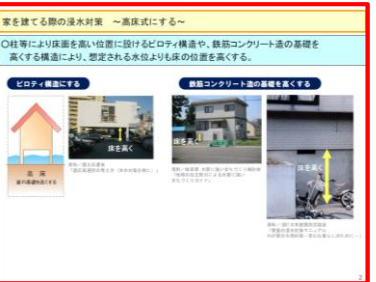 家を建てる際の浸水対策 ~高床式にする~
〇柱等により床面を高い位置に設けるピロティ構造や、鉄筋コンクリート造の基礎を
高くする構造により、想定される水位よりも床の位置を高くする。
ピロティ構造にする
鉄筋コンクリート造の基礎を高くする
床を高く
床を高く
床を高く
高 床
2